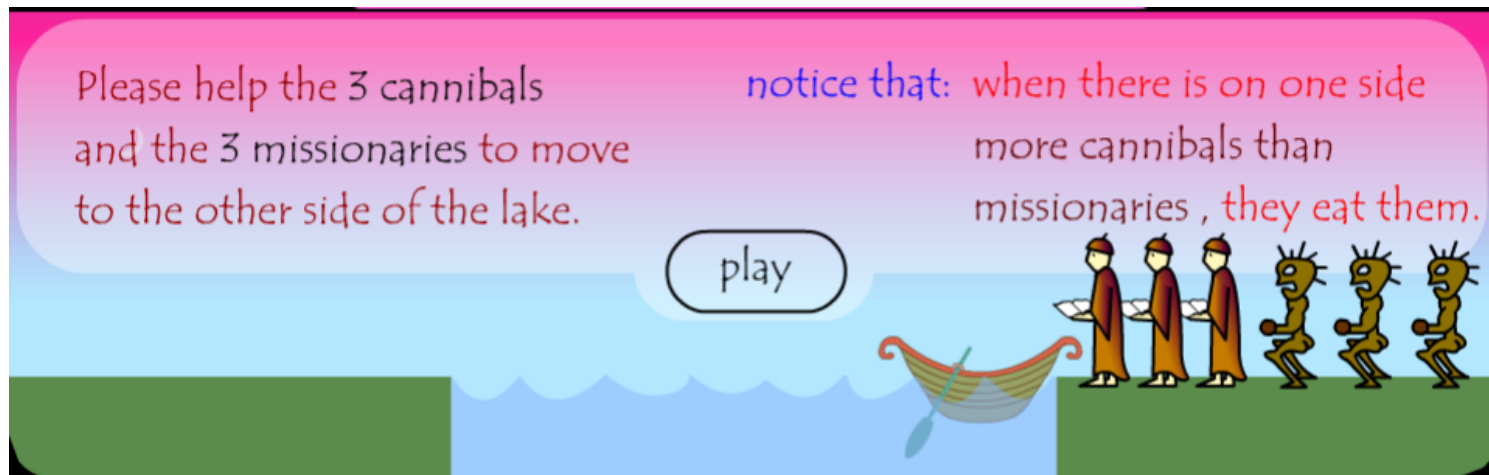 Please help the 3 cannibals
and the 3 missionaries to move
to the other side of the lake.
notice that: when there is on one side
more cannibals than
missionaries , they eat them.
play